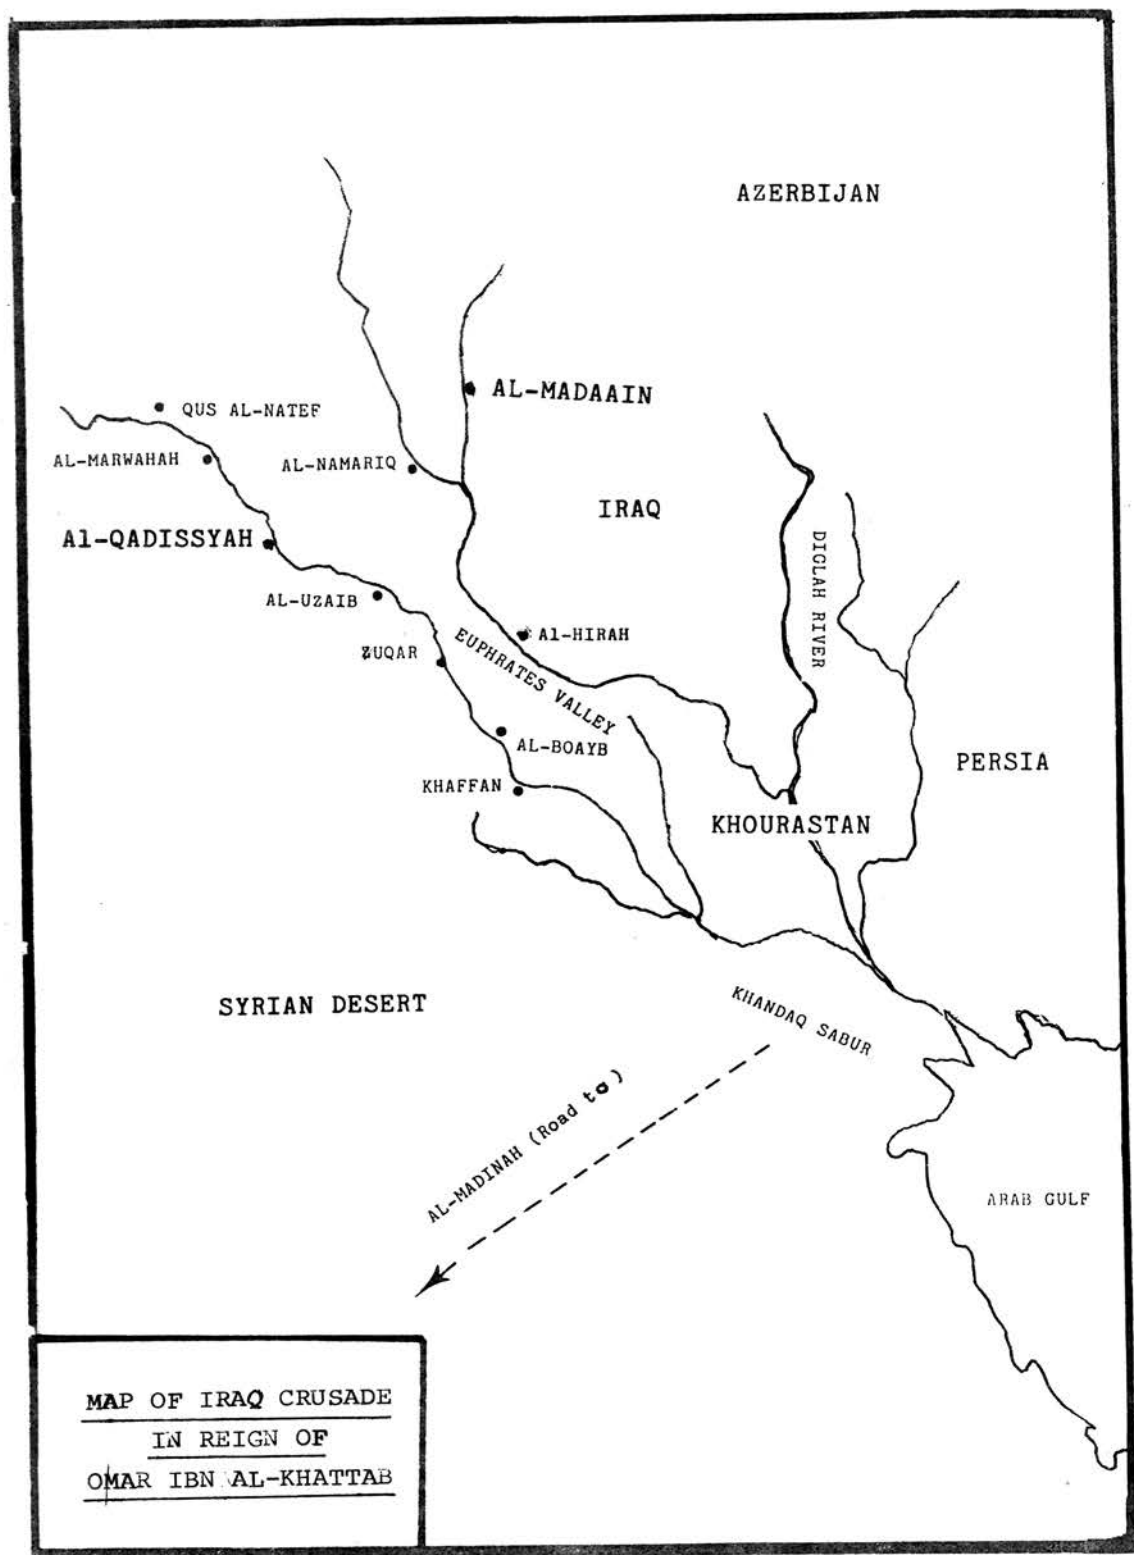 AZERBIJAN
AL-MADAAIN
QUS AL-NATEF
AL-MARWAHAH
AL-NAMARIQ
IRAQ
Al-QADISSYAH
DIGLAH RIVER
AL-UZAIB
Al-HIRAH
ZUQAR
EUPHRATES VALLEY
AL-BOAYB
PERSIA
KHAFFAN
KHOURASTAN
SYRIAN DESERT
KHANDAQ SABUR
AL-MADINAH (Road to)
ARAB GULF
MAP OF IRAQ CRUSADE
IN REIGN OF
OMAR IBN AL-KHATTAB